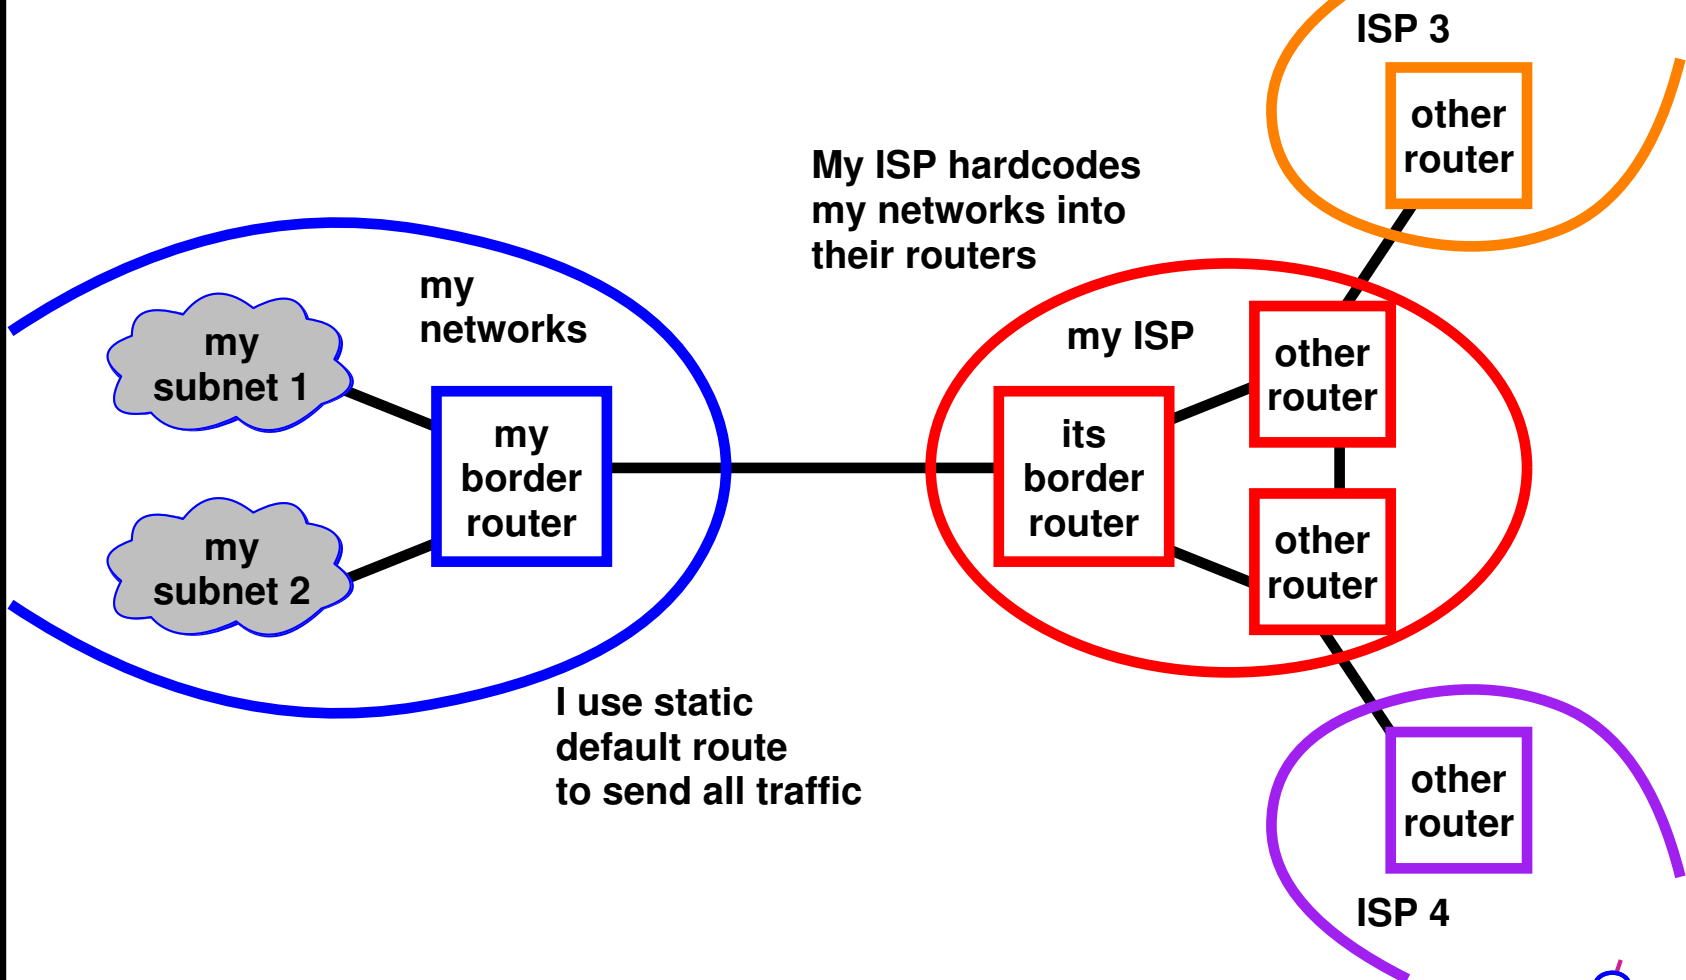 ISP 3
other
router
My ISP hardcodes
my networks into
their routers
my
networks
my
subnet 1
my
border
router
my
subnet 2
my ISP
its
border
router
other
router
other
router
I use static
default route
to send all traffic
other
router
ISP 4